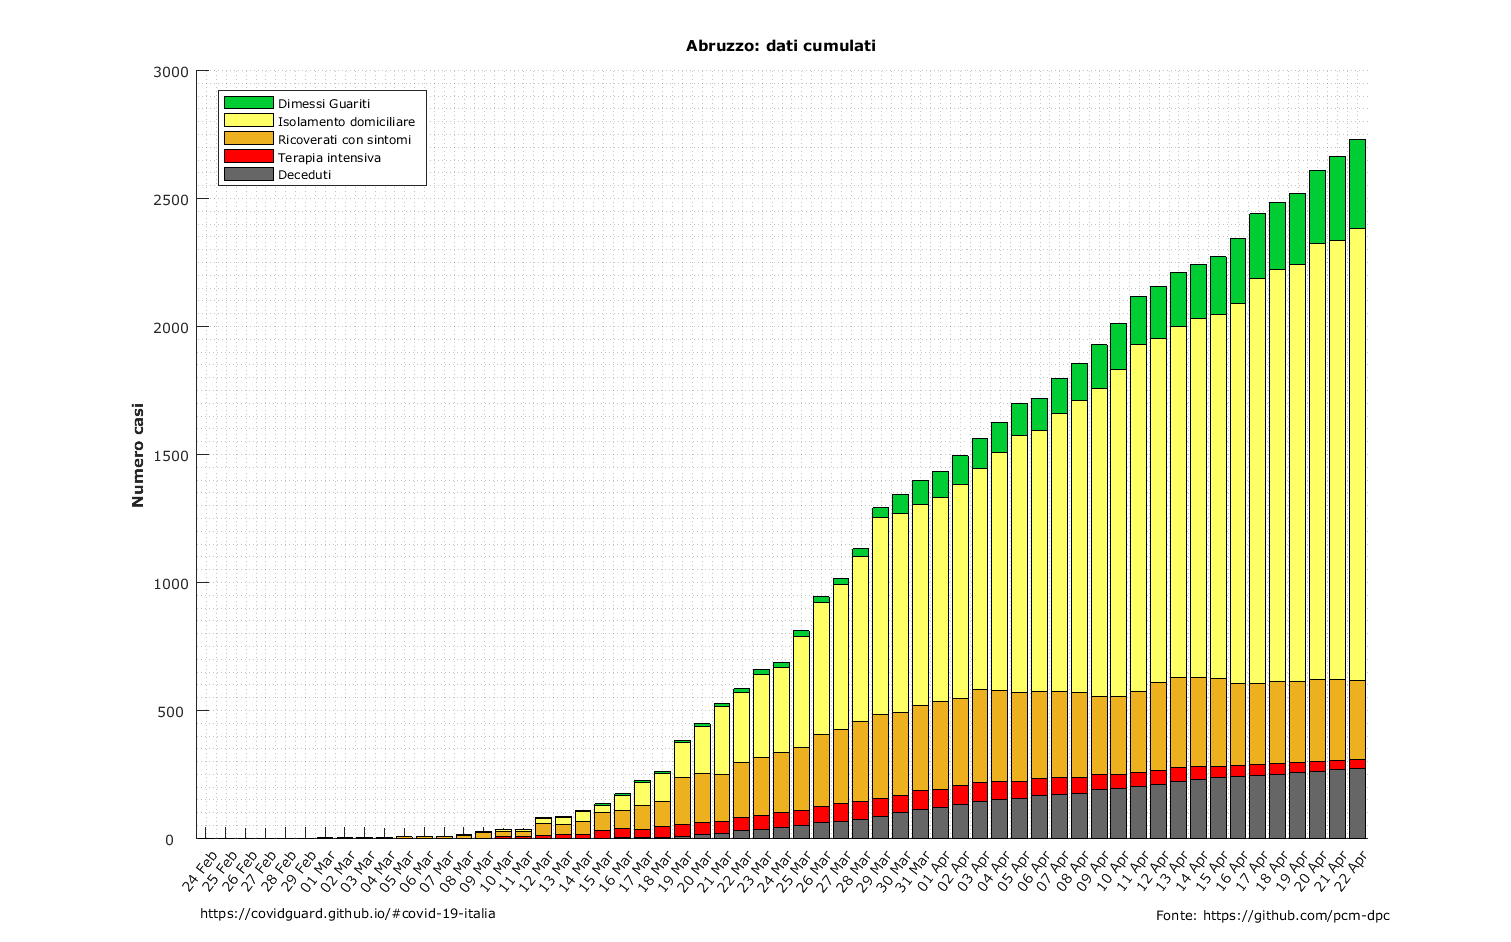 Abruzzo: dati cumulati
3000
2500
2000
1500
1000
500
0
Numero casi
Dimessi Guariti
Isolamento domiciliare
Ricoverati con sintomi
Terapia intensiva
Deceduti
24 Feb
25 Feb
26 Feb
27 Feb
28 Feb
29 Feb
01 Mar
02 Mar
03 Mar
04 Mar
05 Mar
06 Mar
07 Mar
08 Mar
09 Mar
10 Mar
11 Mar
12 Mar
13 Mar
14 Mar
15 Mar
16 Mar
17 Mar
18 Mar
19 Mar
20 Mar
21 Mar
22 Mar
23 Mar
24 Mar
25 Mar
26 Mar
27 Mar
28 Mar
29 Mar
30 Mar
31 Mar
01 Apr
02 Apr
03 Apr
04 Apr
05 Apr
06 Apr
07 Apr
08 Apr
09 Apr
10 Apr
11 Apr
12 Apr
13 Apr
14 Apr
15 Apr
16 Apr
17 Apr
18 Apr
19 Apr
20 Apr
21 Apr
22 Apr
https://covidguard.github.io/#covid-19-italia
Fonte: https://github.com/pcm-dpc